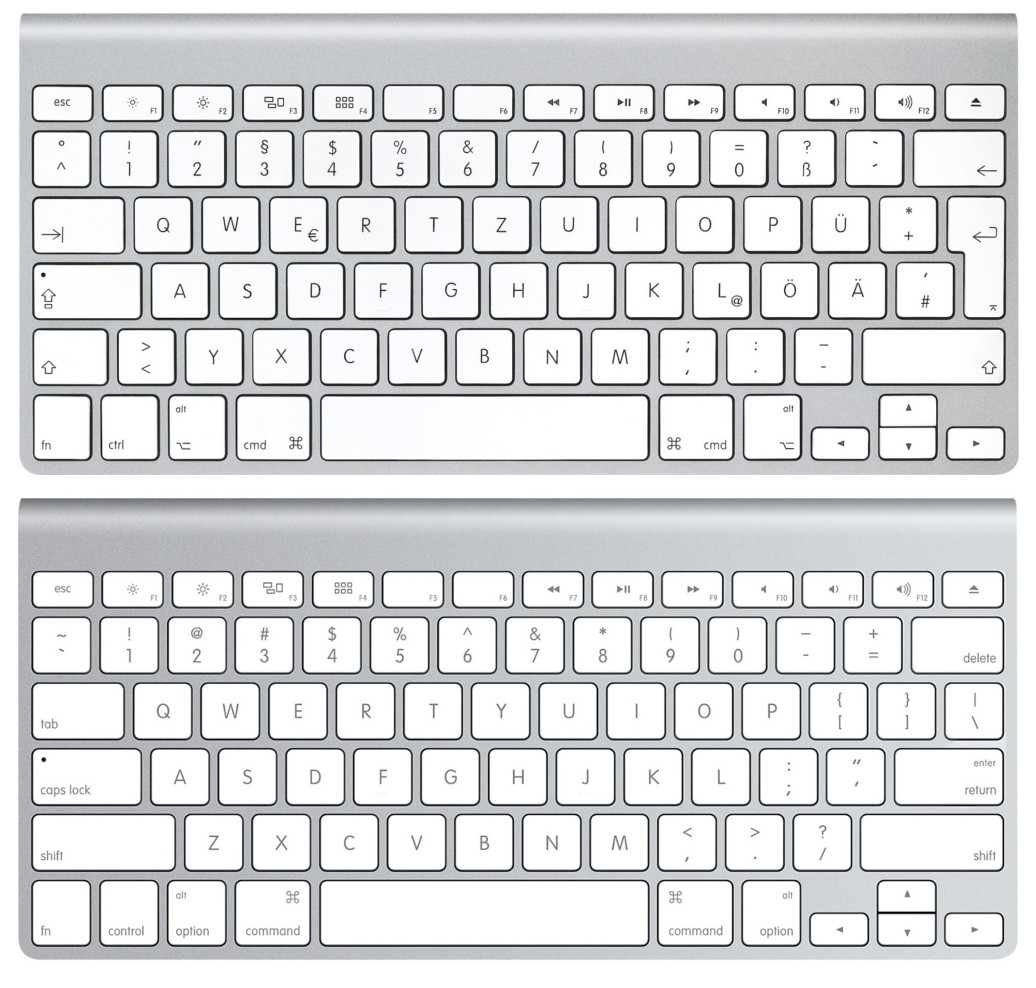 esc F1 F2 F3 F4 F5 F6 F7 F8 F9 F10 F11 F12
° ! " § $ % & / ( ) = ? `
^ 1 2 3 4 5 6 7 8 9 0 ß ´
Q W E € R T Z U I O P Ü * +
A S D F G H J K L @ Ö Ä ' #
> < Y X C V B N M ; , : . – -
fn ctrl alt ⌥ cmd ⌘ ⌘ cmd alt ⌥
esc F1 F2 F3 F4 F5 F6 F7 F8 F9 F10 F11 F12
~ ! @ # $ % ^ & * ( ) – +
` 1 2 3 4 5 6 7 8 9 0 - = delete
tab Q W E R T Y U I O P { [ } ] | \
caps lock A S D F G H J K L : ; " ' enter return
shift Z X C V B N M < , > . ? / shift
fn control alt option ⌘ command ⌘ command alt option